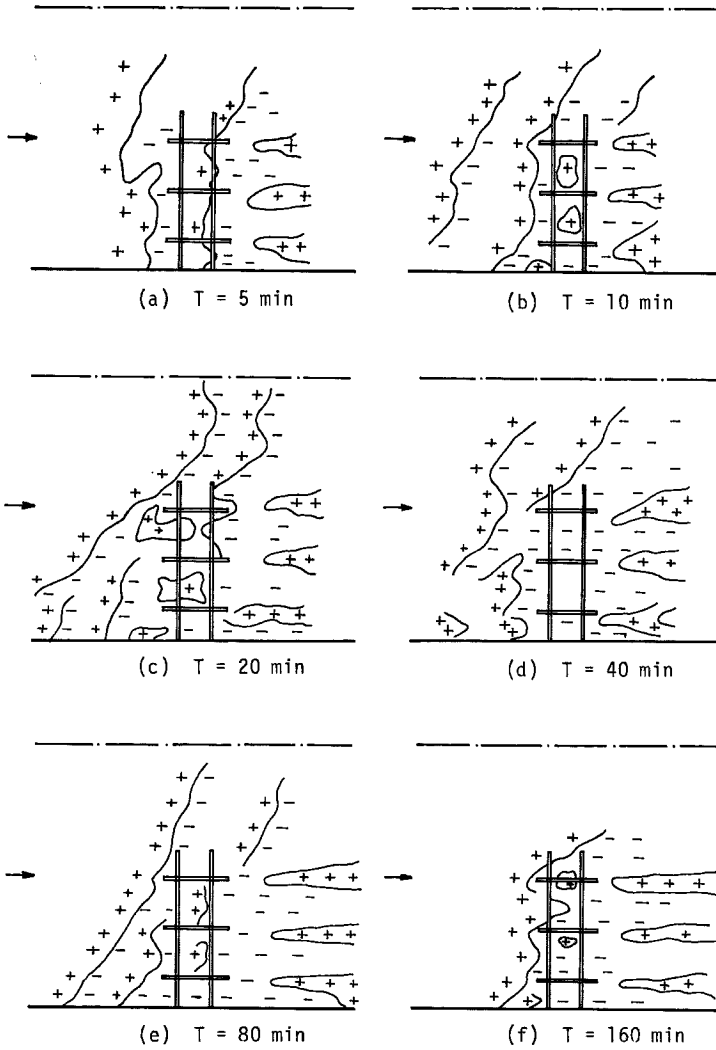 (a) T = 5 min
(b) T = 10 min
(c) T = 20 min
(d) T = 40 min
(e) T = 80 min
(f) T = 160 min